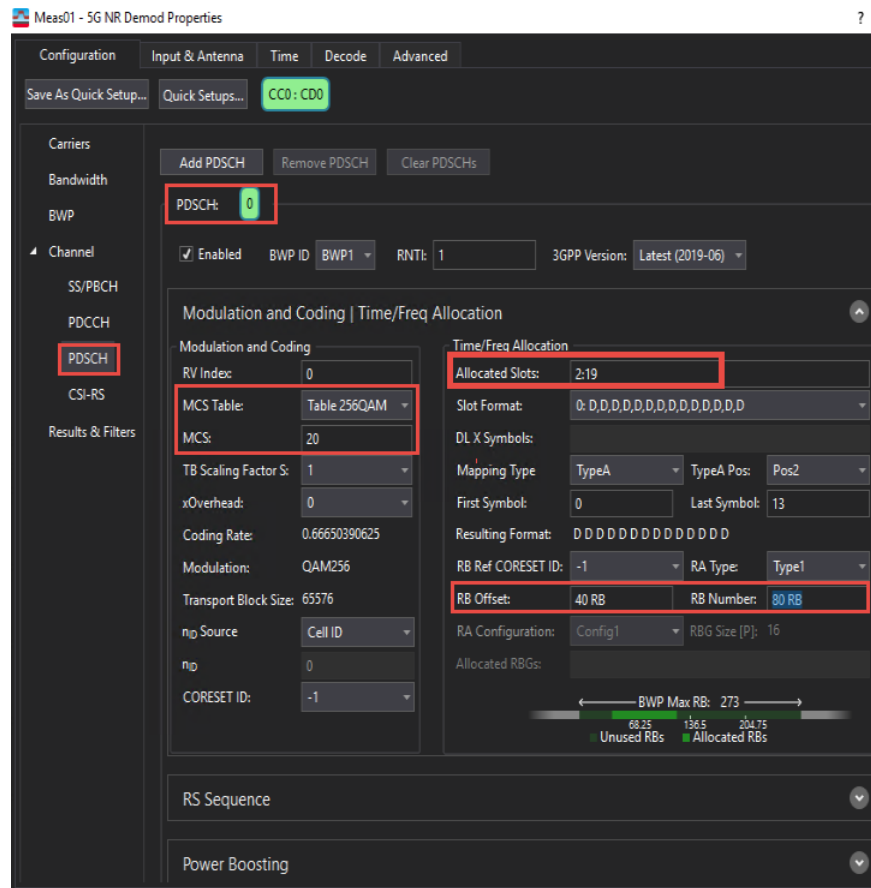 Meas01 - 5G NR Demod Properties ?
Configuration Input & Antenna Time Decode Advanced
Save As Quick Setup... Quick Setups... CC0 : CD0
Carriers
Bandwidth
BWP
Channel
SS/PBCH
PDCCH
PDSCH
CSI-RS
Results & Filters
Add PDSCH Remove PDSCH Clear PDSCHs
PDSCH: 0
Enabled BWP ID BWP1 RNTI: 1 3GPP Version: Latest (2019-06)
Modulation and Coding | Time/Freq Allocation
Modulation and Coding
RV Index: 0
MCS Table: Table 256QAM
MCS: 20
TB Scaling Factor S: 1
xOverhead: 0
Coding Rate: 0.66650390625
Modulation: QAM256
Transport Block Size: 65576
nID Source Cell ID
nID 0
CORESET ID: -1
Time/Freq Allocation
Allocated Slots: 2:19
Slot Format: 0: D,D,D,D,D,D,D,D,D,D,D,D,D,D
DL X Symbols:
Mapping Type TypeA TypeA Pos: Pos2
First Symbol: 0 Last Symbol: 13
Resulting Format: D D D D D D D D D D D D D D
RB Ref CORESET ID: -1 RA Type: Type1
RB Offset: 40 RB RB Number: 80 RB
RA Configuration: Config1 RBG Size [P]: 16
Allocated RBGs:
BWP Max RB: 273
68.25 136.5 204.75
Unused RBs Allocated RBs
RS Sequence
Power Boosting